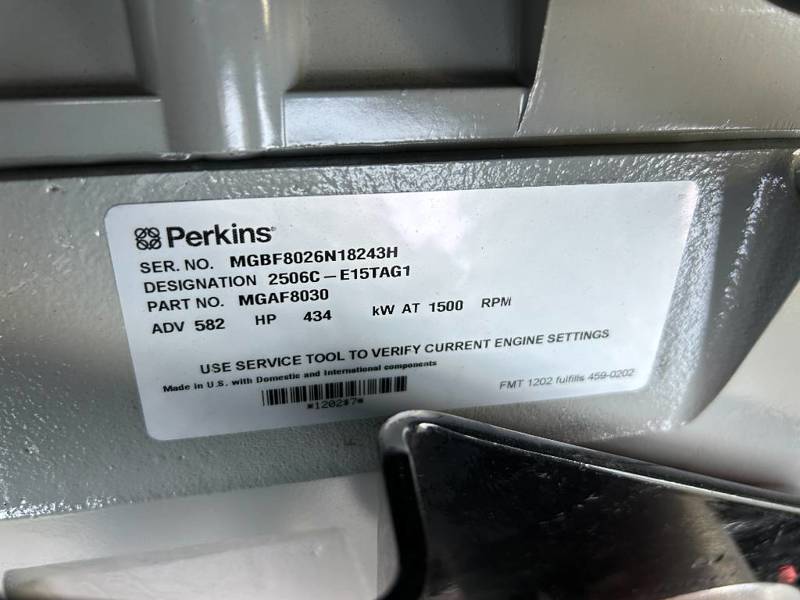 Perkins®
SER. NO. MGBF8026N18243H
DESIGNATION 2506C-E15TAG1
PART NO. MGAF8030
ADV 582 HP 434 kW AT 1500 RPM
USE SERVICE TOOL TO VERIFY CURRENT ENGINE SETTINGS
Made in U.S. with Domestic and International components
FMT 1202 fulfills 459-0202
*1202#7*